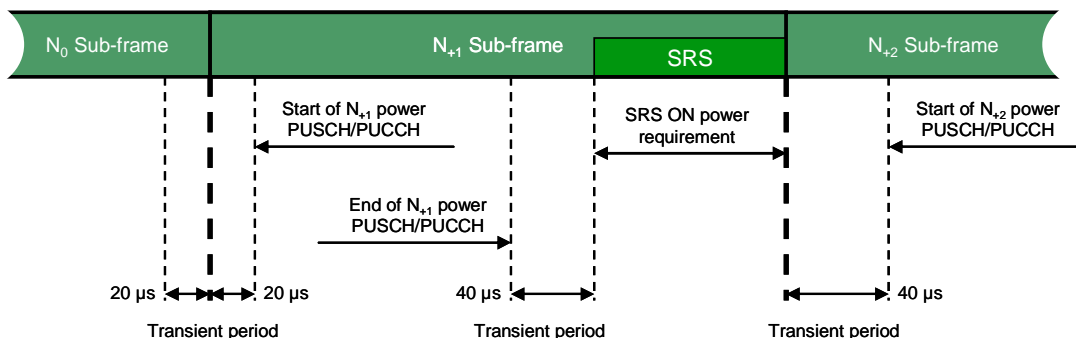 N₀ Sub-frame
N₊₁ Sub-frame
SRS
N₊₂ Sub-frame
Start of N₊₁ power
PUSCH/PUCCH
SRS ON power
requirement
Start of N₊₂ power
PUSCH/PUCCH
End of N₊₁ power
PUSCH/PUCCH
20 µs
20 µs
40 µs
40 µs
Transient period
Transient period
Transient period